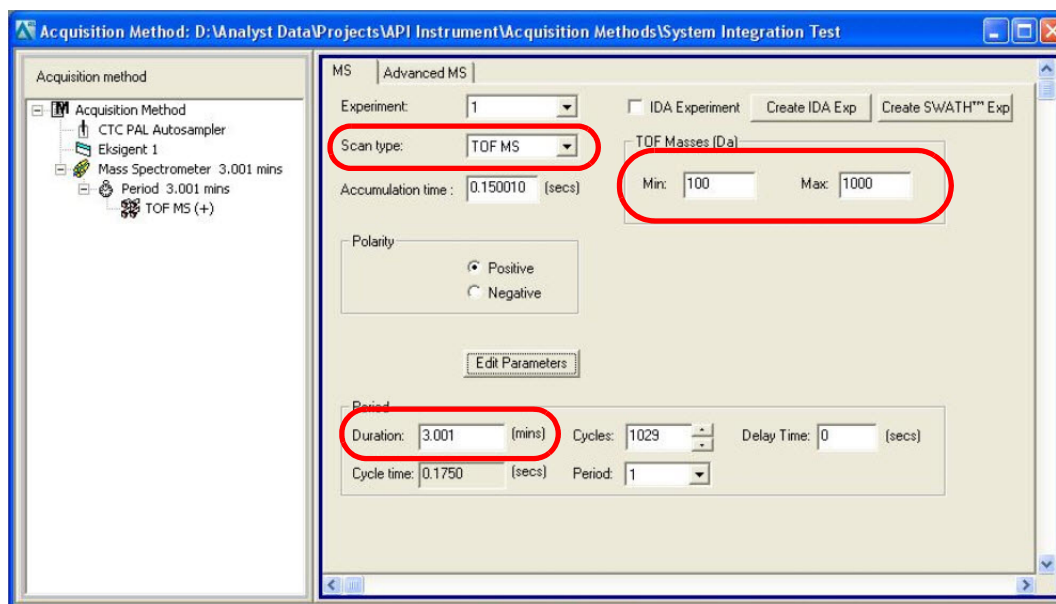 Acquisition Method: D:\Analyst Data\Projects\API Instrument\Acquisition Methods\System Integration Test
Acquisition method
Acquisition Method
CTC PAL Autosampler
Eksigent 1
Mass Spectrometer 3.001 mins
Period 3.001 mins
TOF MS (+)
MS Advanced MS
Experiment: 1 IDA Experiment Create IDA Exp Create SWATH™ Exp
Scan type: TOF MS TOF Masses (Da)
Accumulation time : 0.150010 (secs) Min: 100 Max: 1000
Polarity
Positive
Negative
Edit Parameters
Period
Duration: 3.001 (mins) Cycles: 1029 Delay Time: 0 (secs)
Cycle time: 0.1750 (secs) Period: 1